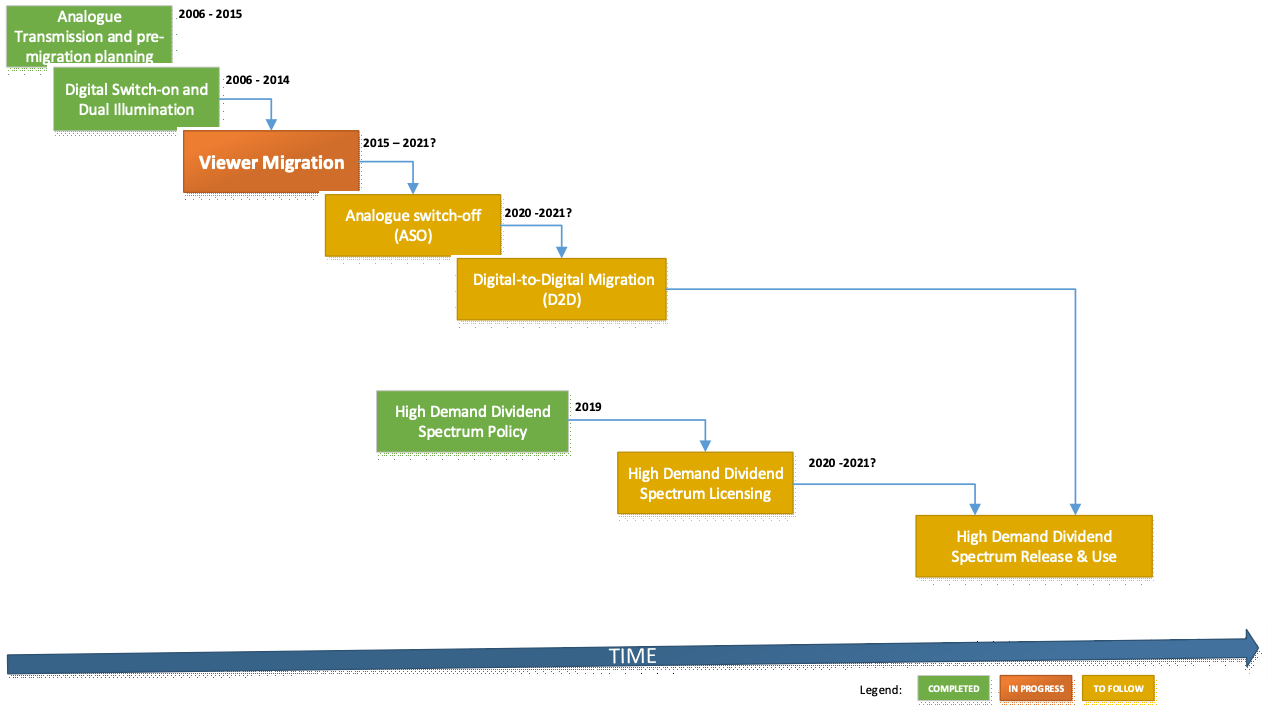 Analogue
Transmission and pre-
migration planning
2006 - 2015
Digital Switch-on and
Dual Illumination
2006 - 2014
Viewer Migration
2015 – 2021?
Analogue switch-off
(ASO)
2020 -2021?
Digital-to-Digital Migration
(D2D)
High Demand Dividend
Spectrum Policy
2019
High Demand Dividend
Spectrum Licensing
2020 -2021?
High Demand Dividend
Spectrum Release & Use
TIME
Legend:
COMPLETED
IN PROGRESS
TO FOLLOW